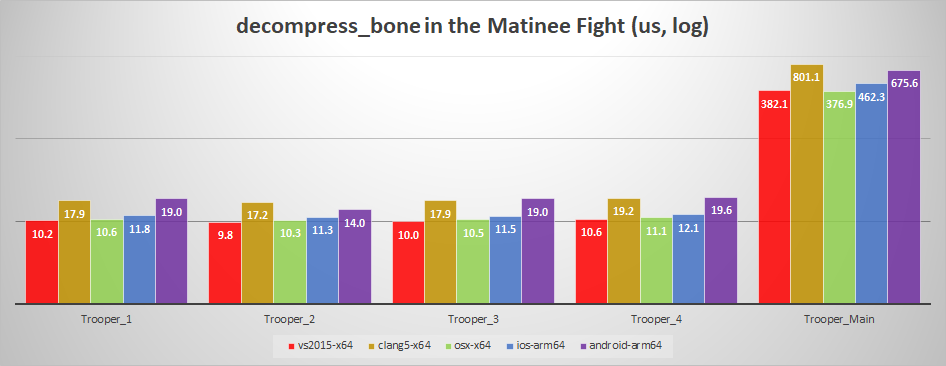 decompress_bone in the Matinee Fight (us, log)
10.2 17.9 10.6 11.8 19.0
9.8 17.2 10.3 11.3 14.0
10.0 17.9 10.5 11.5 19.0
10.6 19.2 11.1 12.1 19.6
382.1 801.1 376.9 462.3 675.6
Trooper_1 Trooper_2 Trooper_3 Trooper_4 Trooper_Main
vs2015-x64 clang5-x64 osx-x64 ios-arm64 android-arm64